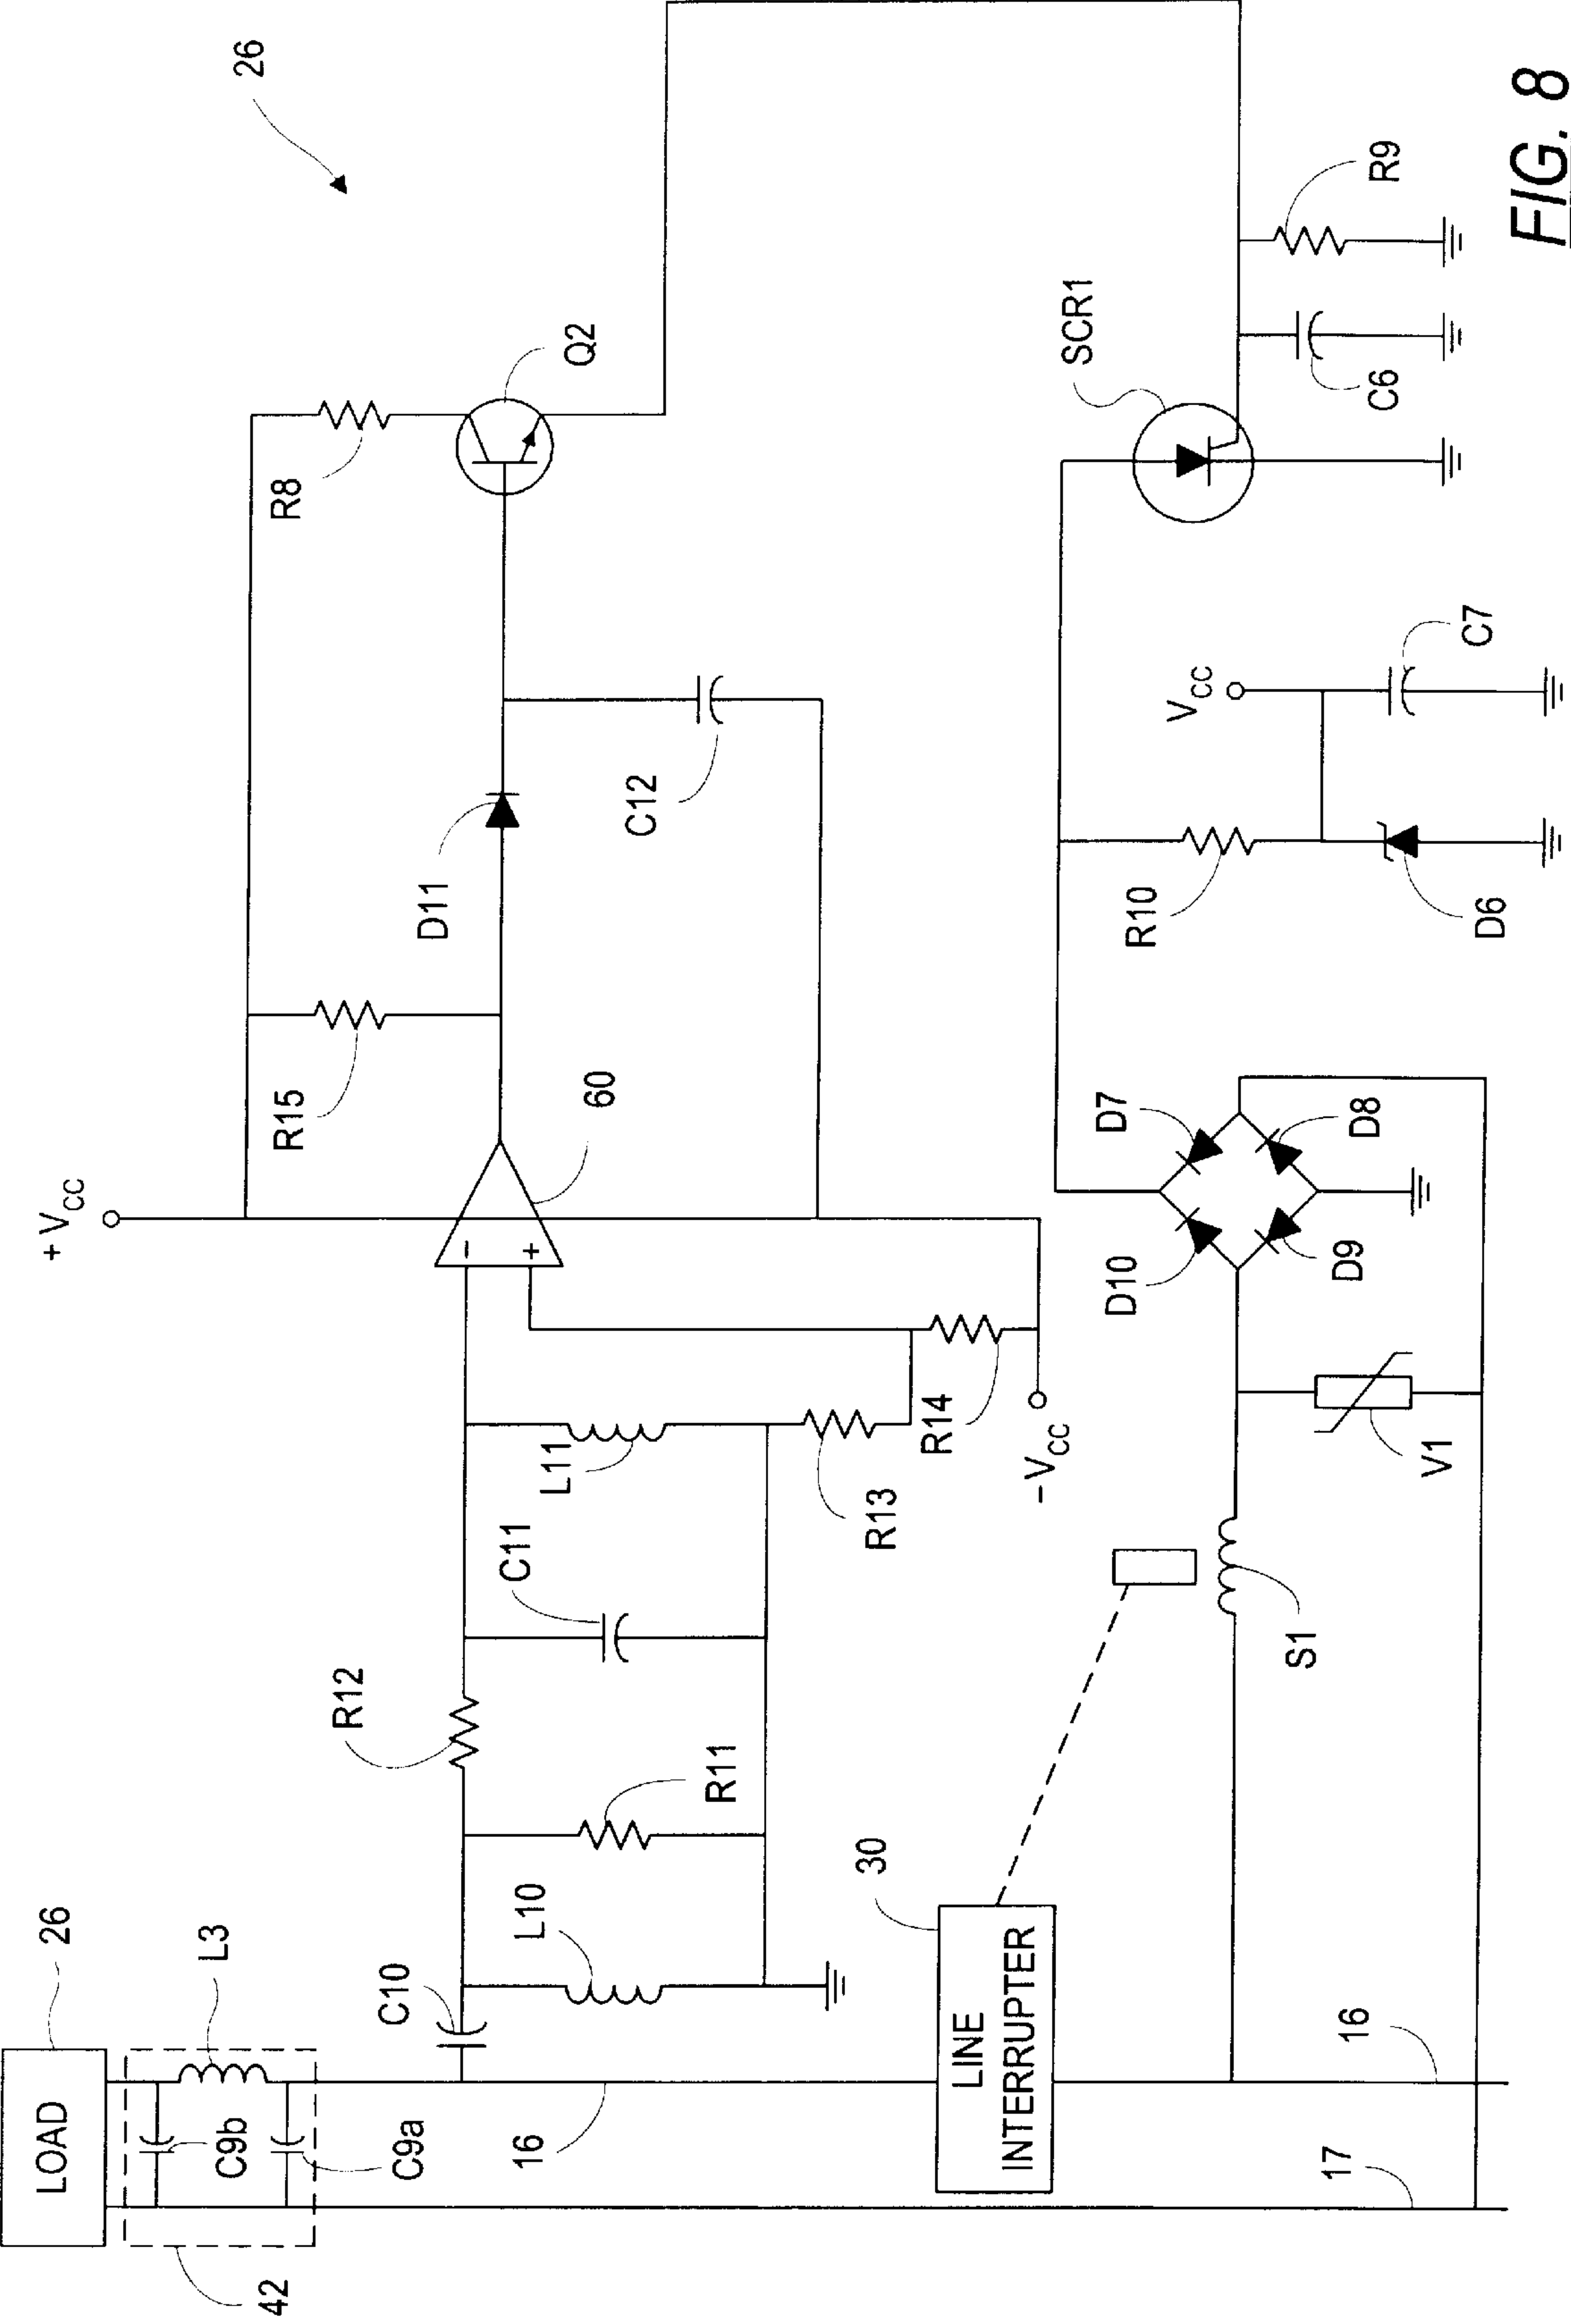 26
+VCC
R8
Q2
R15
D11
60
C12
−
+
LOAD
26
L3
C9b
C9a
42
C10
L10
R11
R12
C11
L11
R13
R14
−VCC
16
LINE
INTERRUPTER
30
S1
V1
D7
D8
D9
D10
R10
D6
VCC
C7
SCR1
C6
R9
16
17
FIG. 8